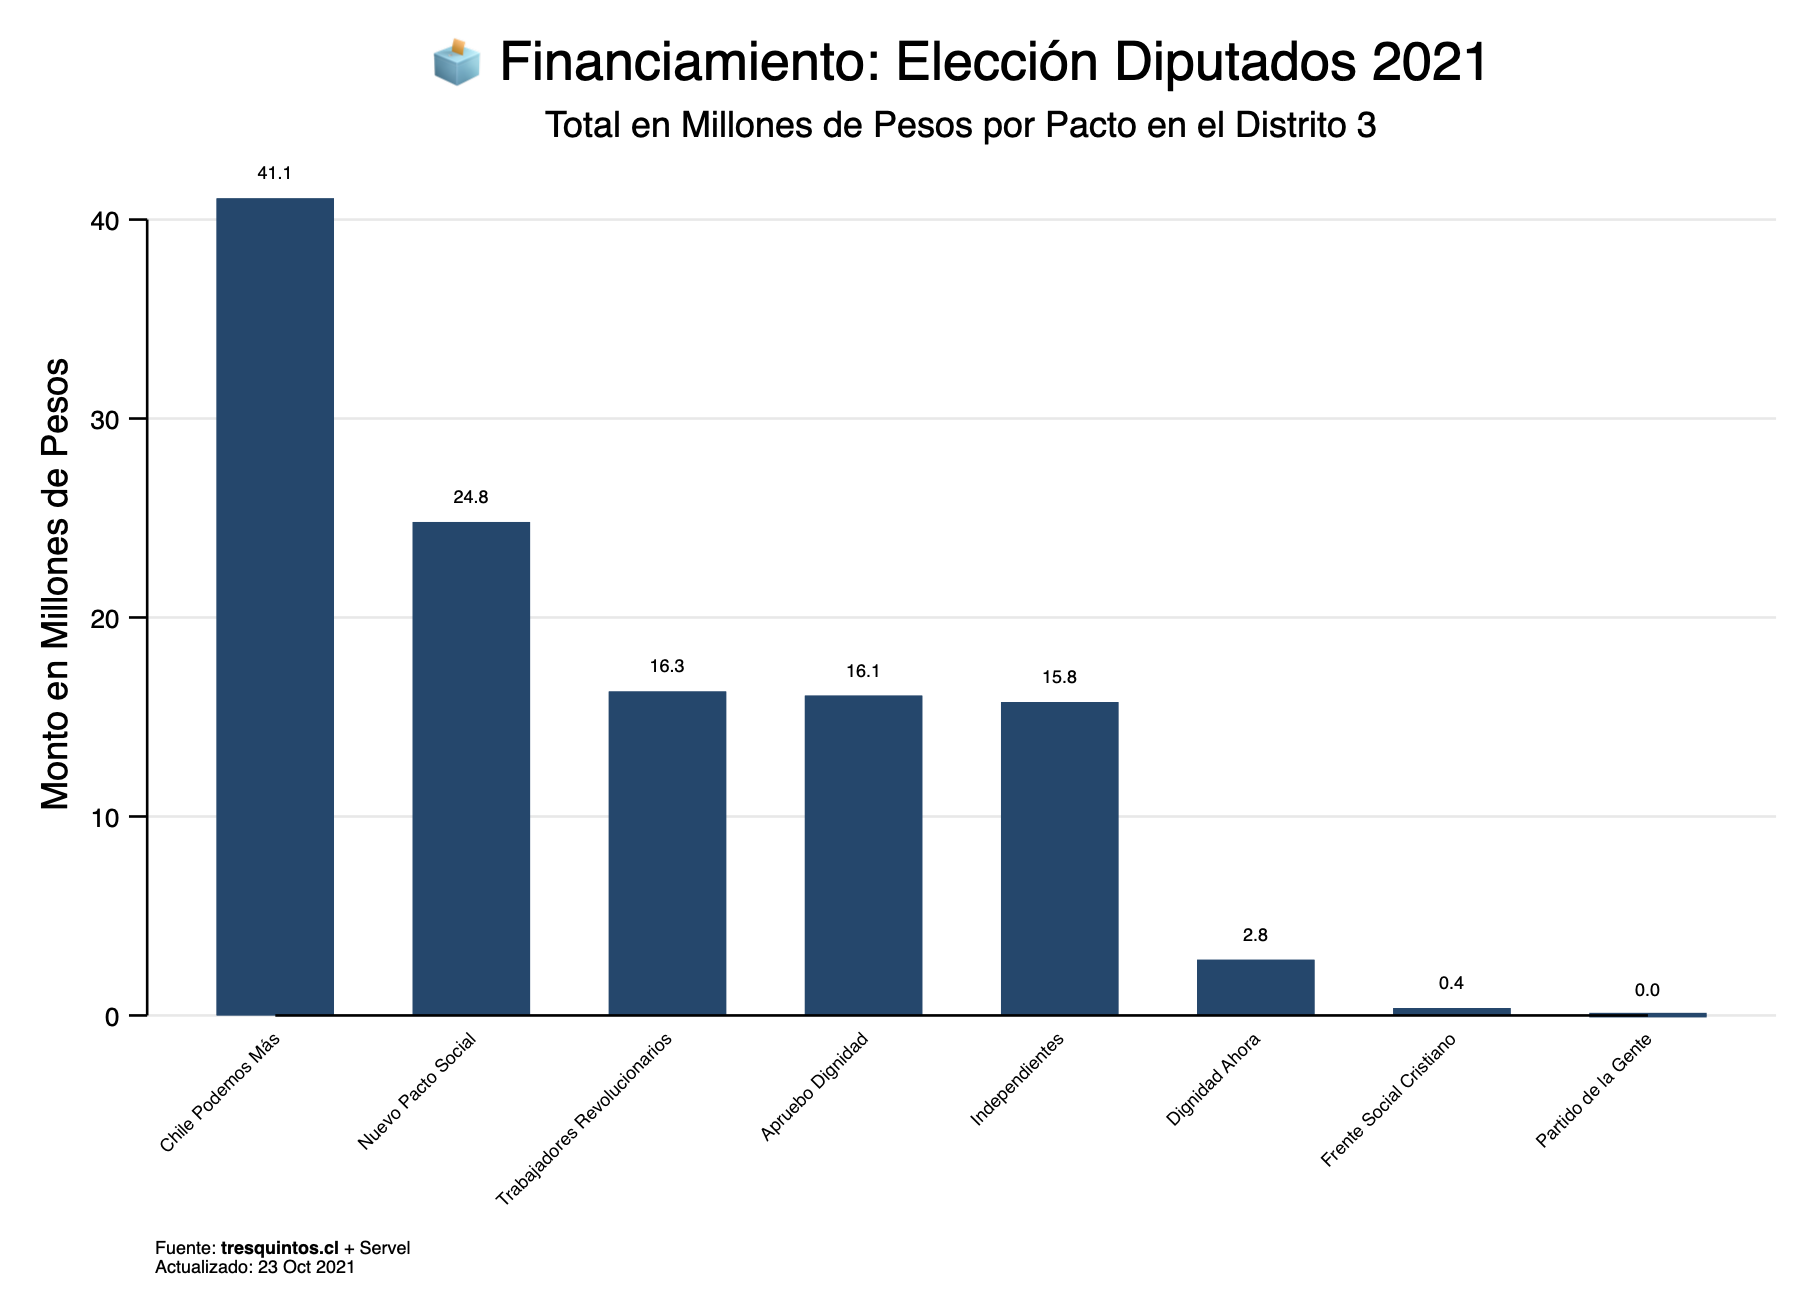 Financiamiento: Elección Diputados 2021
Total en Millones de Pesos por Pacto en el Distrito 3
Monto en Millones de Pesos
40
30
20
10
0
41.1
24.8
16.3
16.1
15.8
2.8
0.4
0.0
Chile Podemos Más
Nuevo Pacto Social
Trabajadores Revolucionarios
Apruebo Dignidad
Independientes
Dignidad Ahora
Frente Social Cristiano
Partido de la Gente
Fuente: tresquintos.cl + Servel
Actualizado: 23 Oct 2021